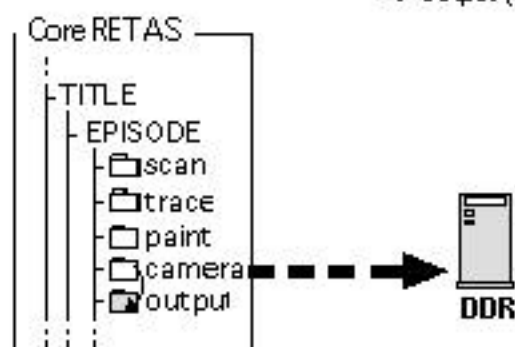 Core RETAS
TITLE
EPISODE
scan
trace
paint
camera
output
DDR